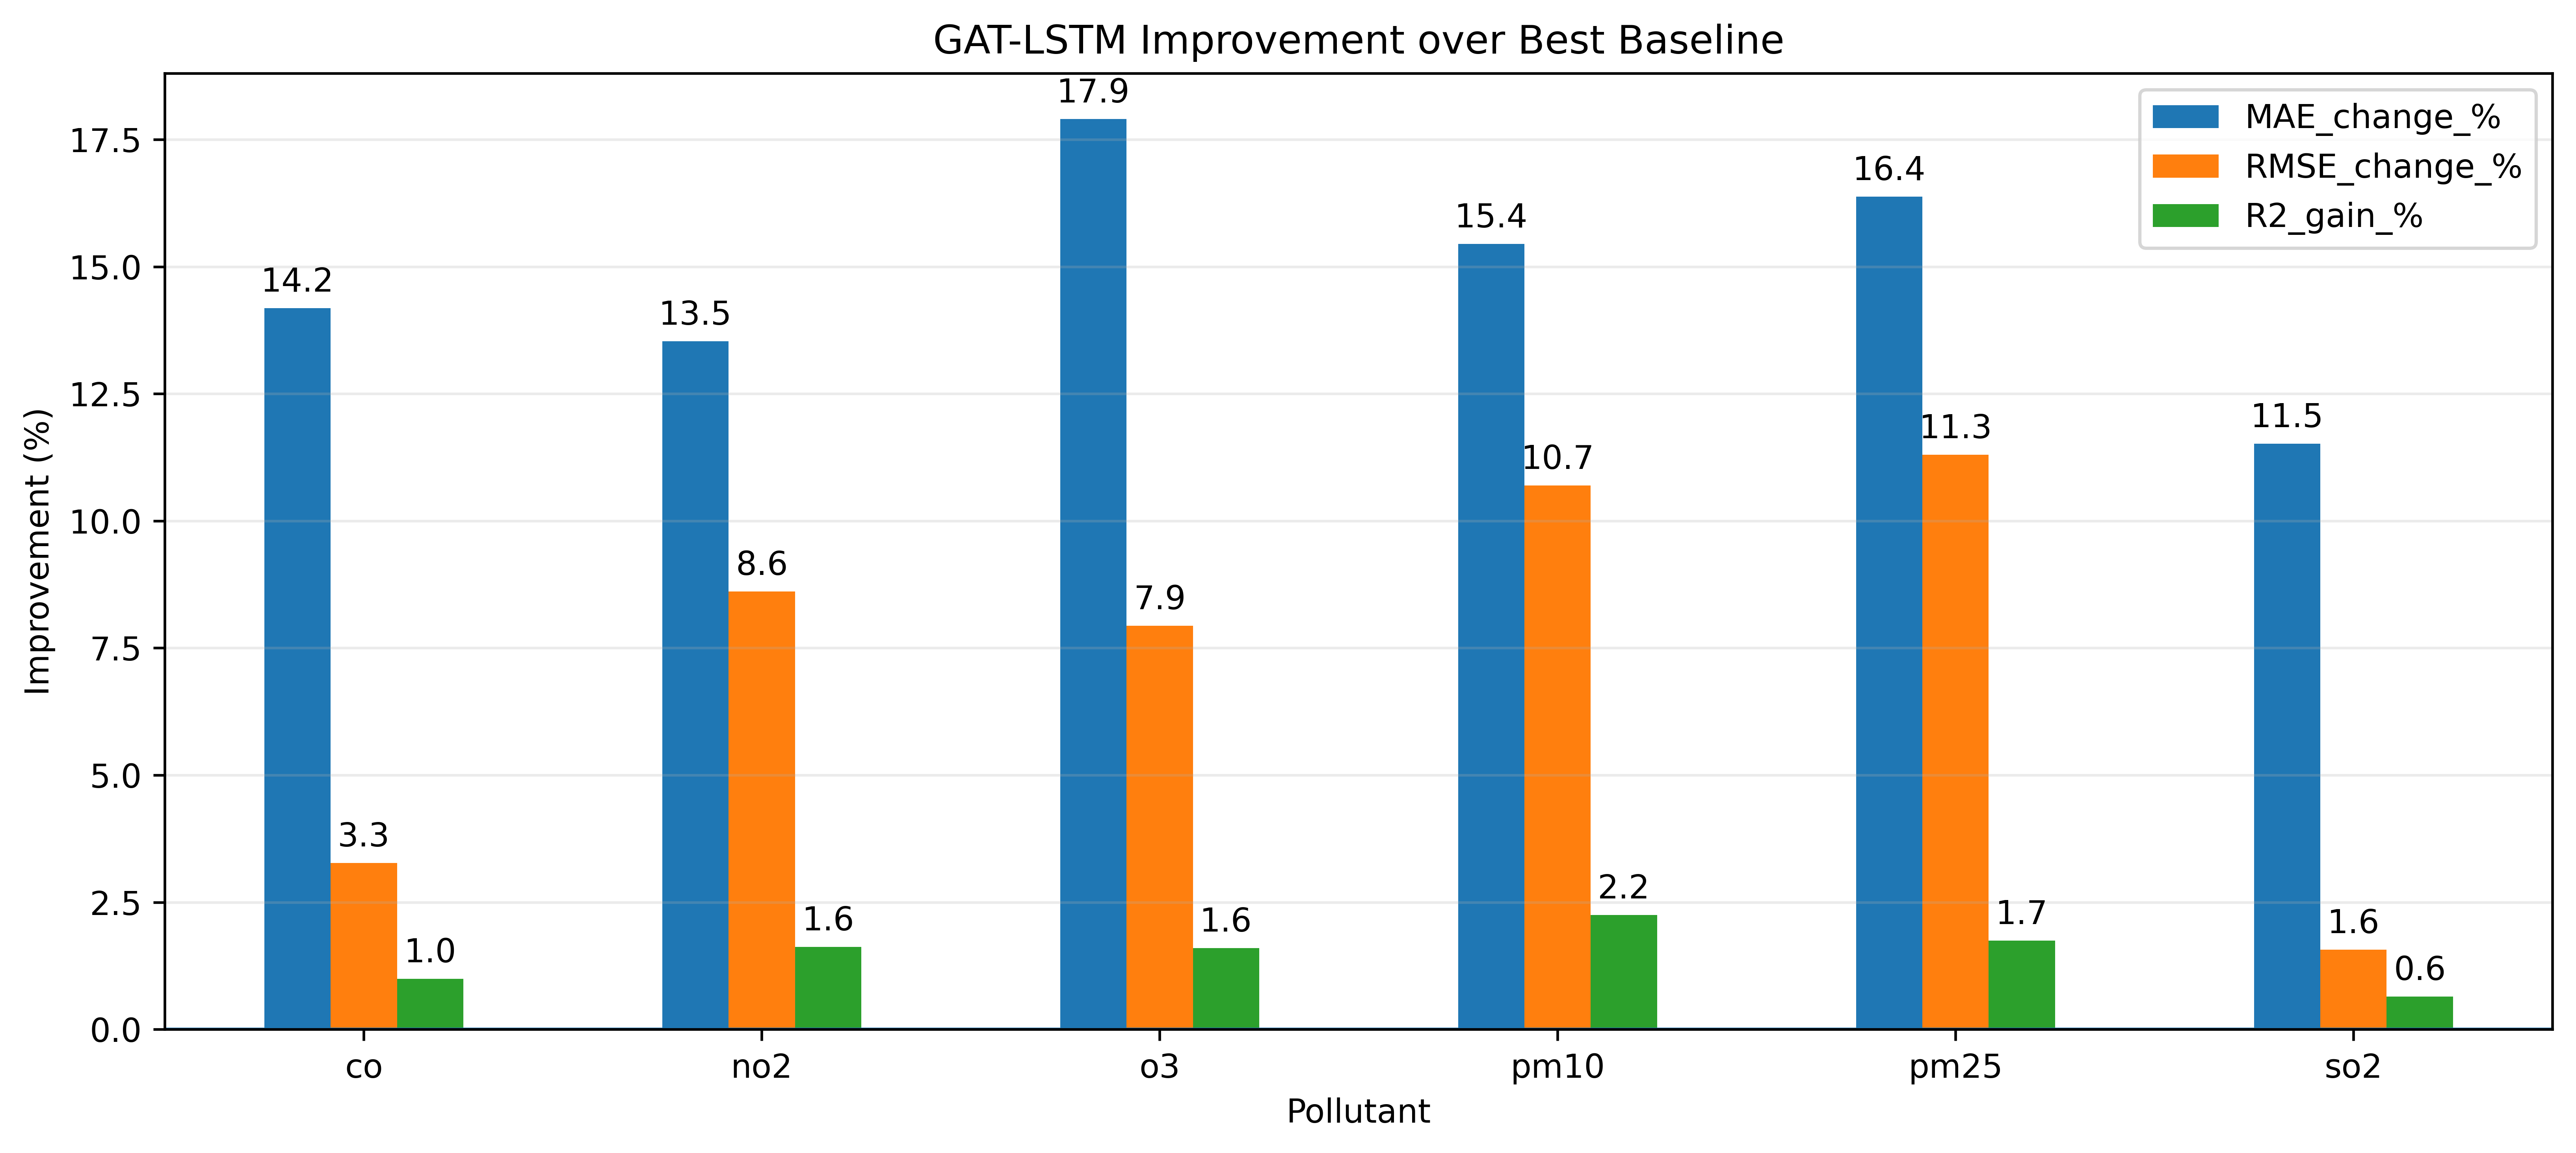 GAT-LSTM Improvement over Best Baseline
MAE_change_%
RMSE_change_%
R2_gain_%
Improvement (%)
17.5
15.0
12.5
10.0
7.5
5.0
2.5
0.0
14.2
3.3
1.0
13.5
8.6
1.6
17.9
7.9
1.6
15.4
10.7
2.2
16.4
11.3
1.7
11.5
1.6
0.6
co
no2
o3
pm10
pm25
so2
Pollutant